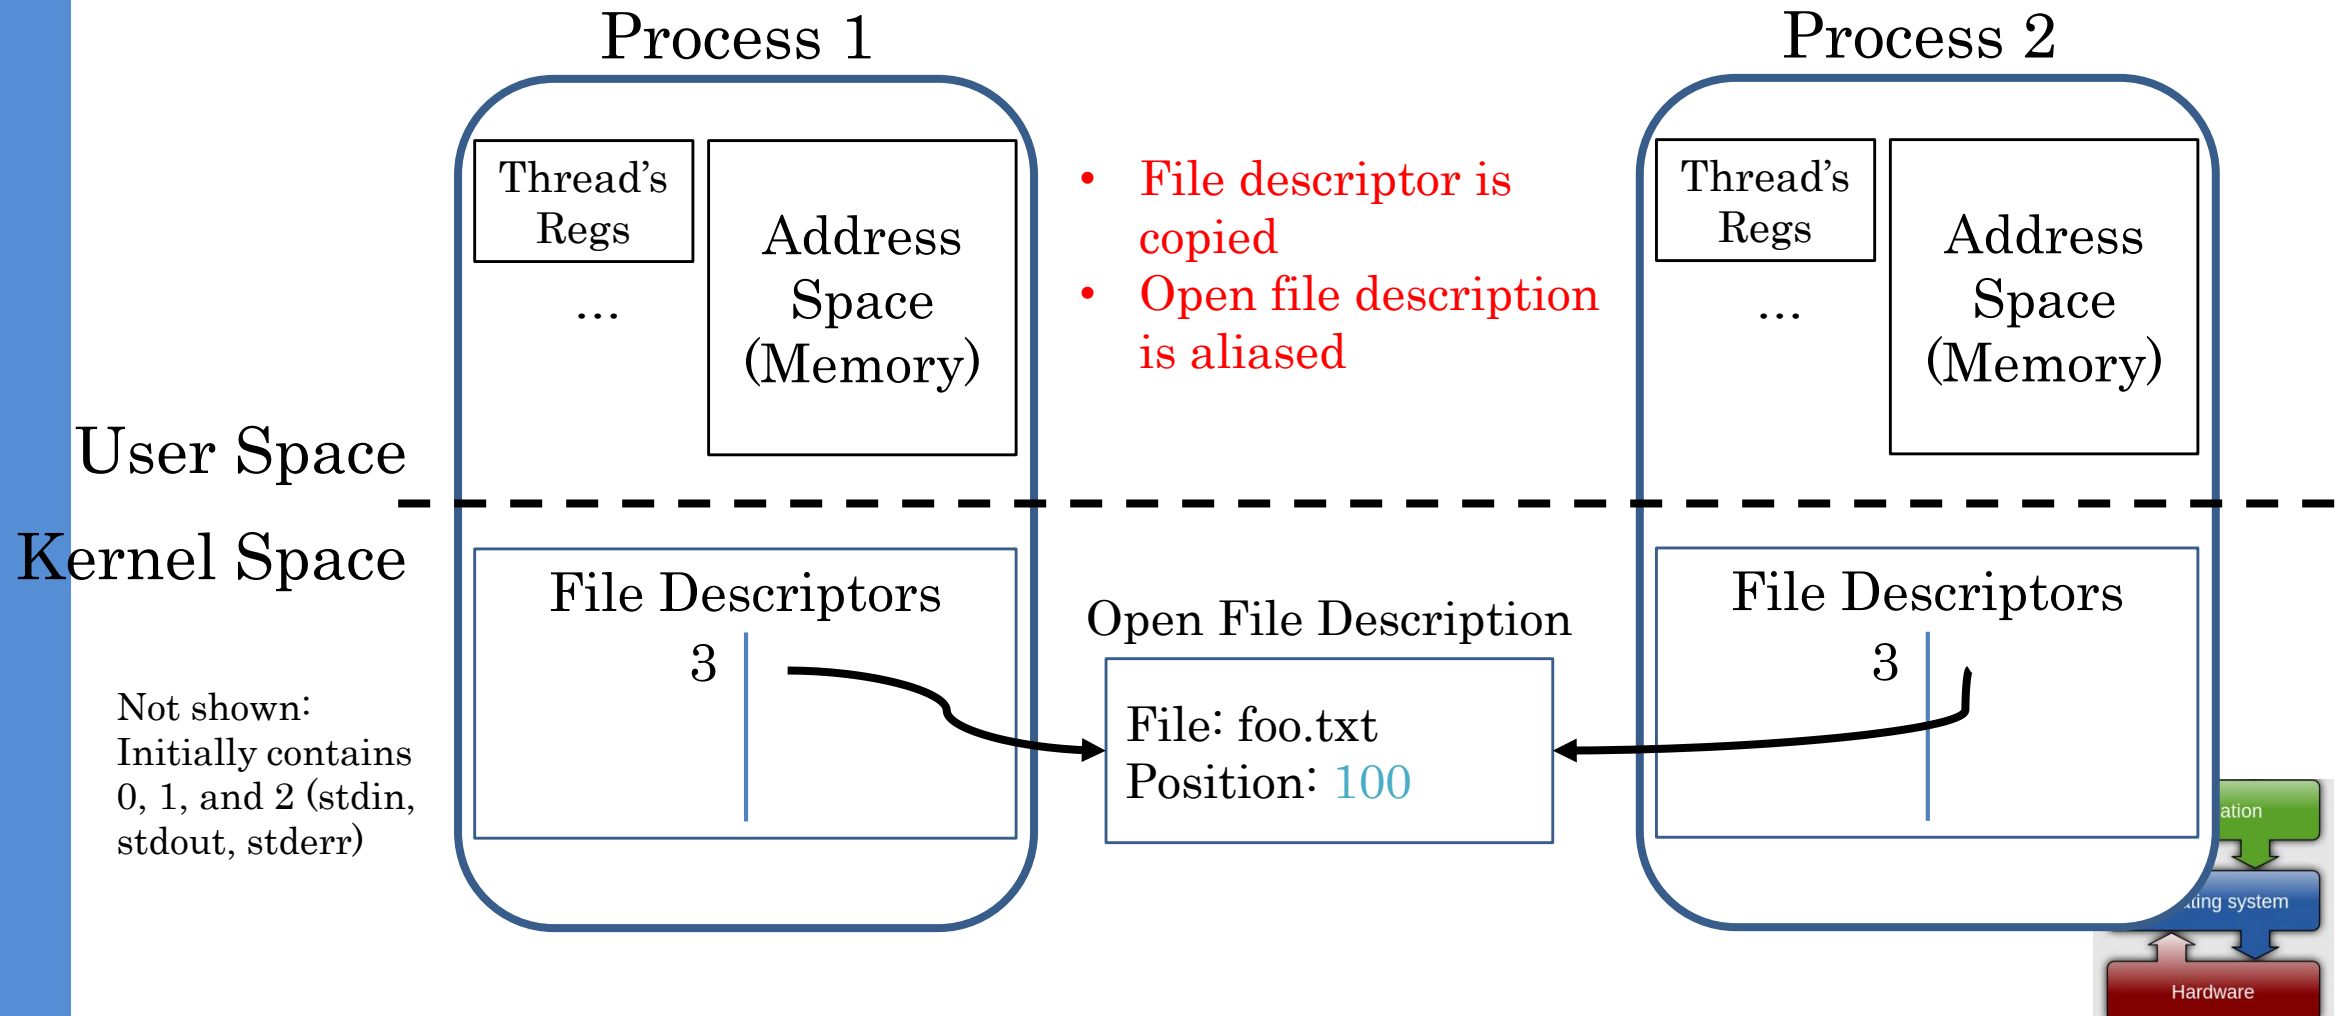 Process 1
Process 2
Thread's
Regs
...
Address
Space
(Memory)
• File descriptor is
copied
• Open file description
is aliased
Thread's
Regs
...
Address
Space
(Memory)
User Space
Kernel Space
File Descriptors
3
Open File Description
File: foo.txt
Position: 100
File Descriptors
3
Not shown:
Initially contains
0, 1, and 2 (stdin,
stdout, stderr)
ation
ating system
Hardware